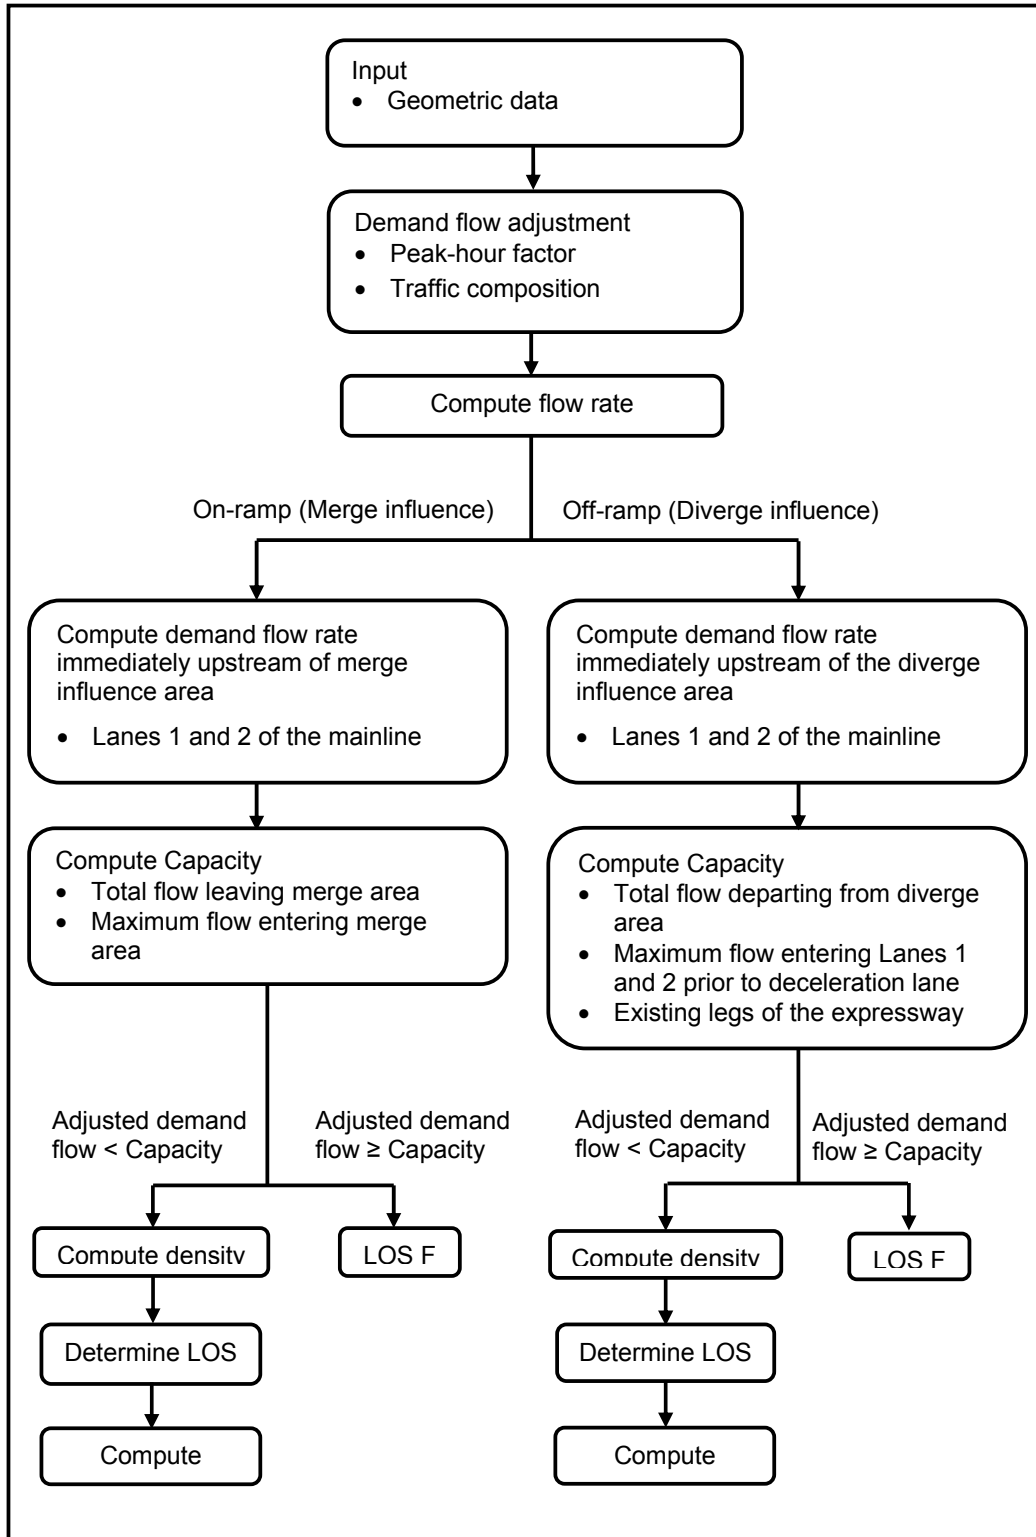 Input
• Geometric data
Demand flow adjustment
• Peak-hour factor
• Traffic composition
Compute flow rate
On-ramp (Merge influence)
Off-ramp (Diverge influence)
Compute demand flow rate
immediately upstream of merge
influence area
• Lanes 1 and 2 of the mainline
Compute demand flow rate
immediately upstream of the diverge
influence area
• Lanes 1 and 2 of the mainline
Compute Capacity
• Total flow leaving merge area
• Maximum flow entering merge
area
Compute Capacity
• Total flow departing from diverge
area
• Maximum flow entering Lanes 1
and 2 prior to deceleration lane
• Existing legs of the expressway
Adjusted demand
flow < Capacity
Adjusted demand
flow ≥ Capacity
Adjusted demand
flow < Capacity
Adjusted demand
flow ≥ Capacity
Compute density
LOS F
Compute density
LOS F
Determine LOS
Determine LOS
Compute
Compute